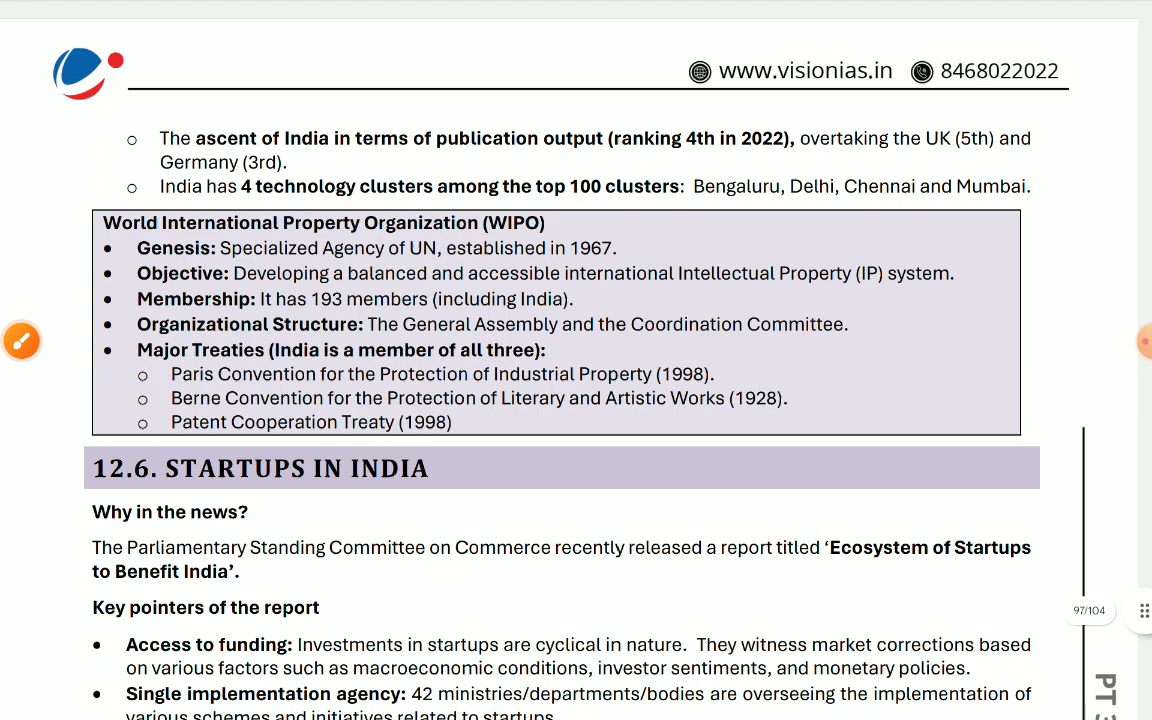 www.visionias.in 8468022022
○ The ascent of India in terms of publication output (ranking 4th in 2022), overtaking the UK (5th) and
Germany (3rd).
○ India has 4 technology clusters among the top 100 clusters: Bengaluru, Delhi, Chennai and Mumbai.
World International Property Organization (WIPO)
• Genesis: Specialized Agency of UN, established in 1967.
• Objective: Developing a balanced and accessible international Intellectual Property (IP) system.
• Membership: It has 193 members (including India).
• Organizational Structure: The General Assembly and the Coordination Committee.
• Major Treaties (India is a member of all three):
○ Paris Convention for the Protection of Industrial Property (1998).
○ Berne Convention for the Protection of Literary and Artistic Works (1928).
○ Patent Cooperation Treaty (1998)
12.6. STARTUPS IN INDIA
Why in the news?
The Parliamentary Standing Committee on Commerce recently released a report titled ‘Ecosystem of Startups
to Benefit India’.
Key pointers of the report
97/104
• Access to funding: Investments in startups are cyclical in nature. They witness market corrections based
on various factors such as macroeconomic conditions, investor sentiments, and monetary policies.
• Single implementation agency: 42 ministries/departments/bodies are overseeing the implementation of
various schemes and initiatives related to startups.
PT